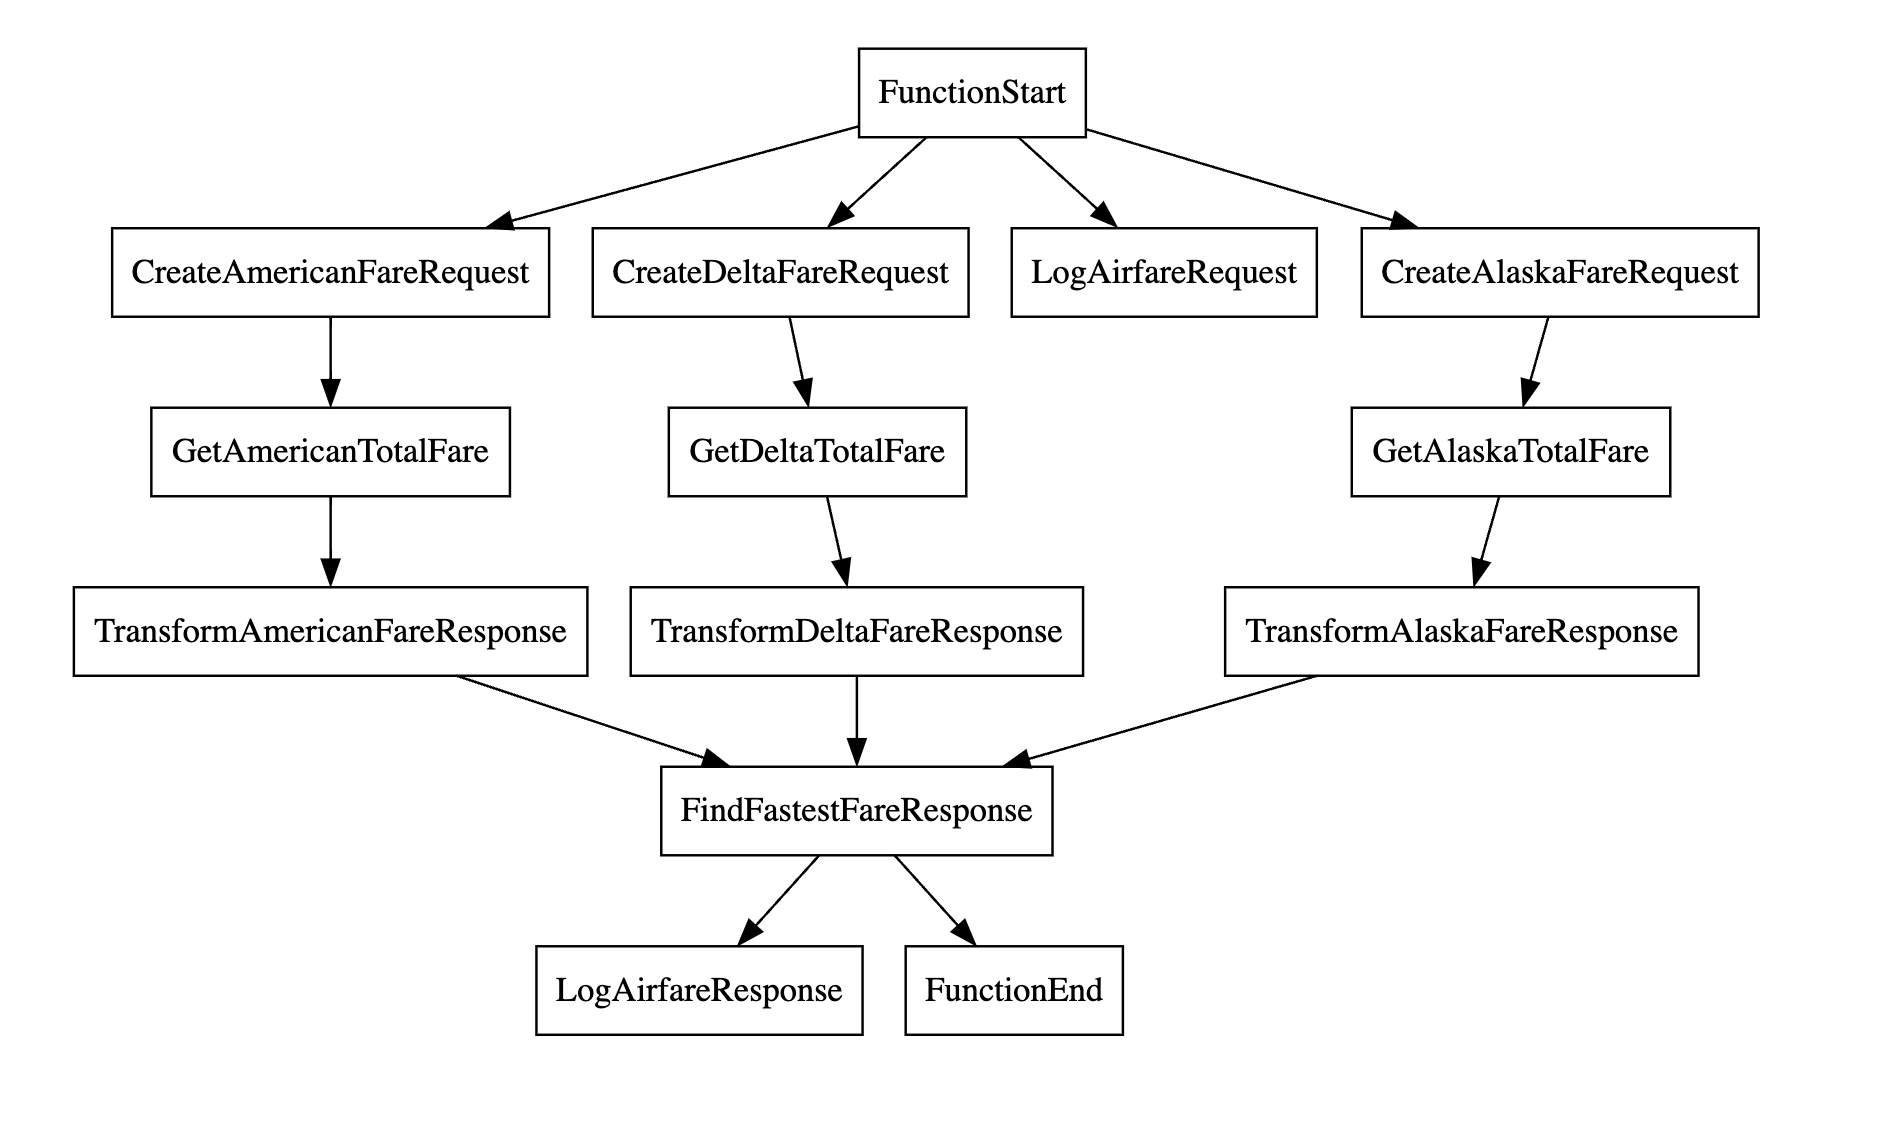 FunctionStart
CreateAmericanFareRequest
CreateDeltaFareRequest
LogAirfareRequest
CreateAlaskaFareRequest
GetAmericanTotalFare
GetDeltaTotalFare
GetAlaskaTotalFare
TransformAmericanFareResponse
TransformDeltaFareResponse
TransformAlaskaFareResponse
FindFastestFareResponse
LogAirfareResponse
FunctionEnd